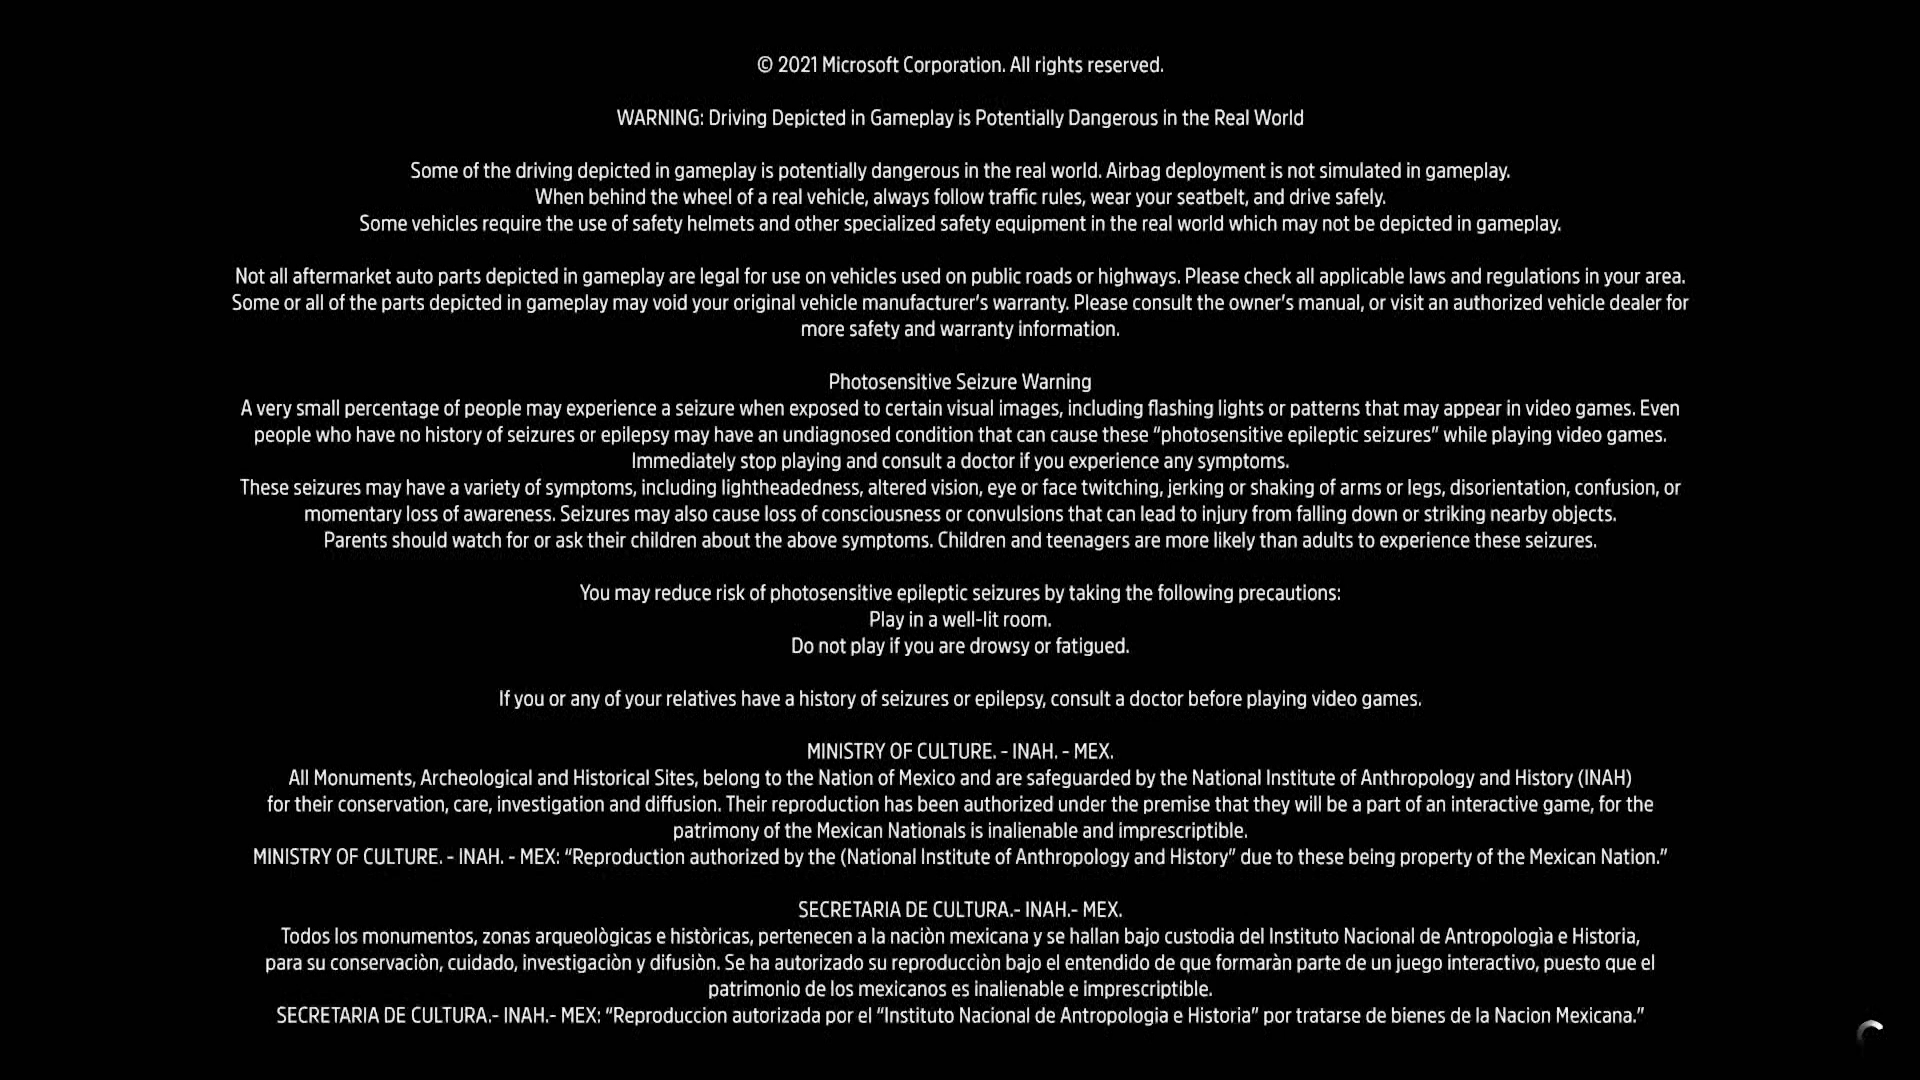 © 2021 Microsoft Corporation. All rights reserved.
WARNING: Driving Depicted in Gameplay is Potentially Dangerous in the Real World
Some of the driving depicted in gameplay is potentially dangerous in the real world. Airbag deployment is not simulated in gameplay.
When behind the wheel of a real vehicle, always follow traffic rules, wear your seatbelt, and drive safely.
Some vehicles require the use of safety helmets and other specialized safety equipment in the real world which may not be depicted in gameplay.
Not all aftermarket auto parts depicted in gameplay are legal for use on vehicles used on public roads or highways. Please check all applicable laws and regulations in your area.
Some or all of the parts depicted in gameplay may void your original vehicle manufacturer's warranty. Please consult the owner's manual, or visit an authorized vehicle dealer for
more safety and warranty information.
Photosensitive Seizure Warning
A very small percentage of people may experience a seizure when exposed to certain visual images, including flashing lights or patterns that may appear in video games. Even
people who have no history of seizures or epilepsy may have an undiagnosed condition that can cause these “photosensitive epileptic seizures” while playing video games.
Immediately stop playing and consult a doctor if you experience any symptoms.
These seizures may have a variety of symptoms, including lightheadedness, altered vision, eye or face twitching, jerking or shaking of arms or legs, disorientation, confusion, or
momentary loss of awareness. Seizures may also cause loss of consciousness or convulsions that can lead to injury from falling down or striking nearby objects.
Parents should watch for or ask their children about the above symptoms. Children and teenagers are more likely than adults to experience these seizures.
You may reduce risk of photosensitive epileptic seizures by taking the following precautions:
Play in a well-lit room.
Do not play if you are drowsy or fatigued.
If you or any of your relatives have a history of seizures or epilepsy, consult a doctor before playing video games.
MINISTRY OF CULTURE. - INAH. - MEX.
All Monuments, Archeological and Historical Sites, belong to the Nation of Mexico and are safeguarded by the National Institute of Anthropology and History (INAH)
for their conservation, care, investigation and diffusion. Their reproduction has been authorized under the premise that they will be a part of an interactive game, for the
patrimony of the Mexican Nationals is inalienable and imprescriptible.
MINISTRY OF CULTURE. - INAH. - MEX: “Reproduction authorized by the (National Institute of Anthropology and History” due to these being property of the Mexican Nation.”
SECRETARIA DE CULTURA.- INAH.- MEX.
Todos los monumentos, zonas arqueològicas e històricas, pertenecen a la naciòn mexicana y se hallan bajo custodia del Instituto Nacional de Antropologìa e Historia,
para su conservaciòn, cuidado, investigaciòn y difusiòn. Se ha autorizado su reproducciòn bajo el entendido de que formaràn parte de un juego interactivo, puesto que el
patrimonio de los mexicanos es inalienable e imprescriptible.
SECRETARIA DE CULTURA.- INAH.- MEX: “Reproduccion autorizada por el “Instituto Nacional de Antropologia e Historia” por tratarse de bienes de la Nacion Mexicana.”